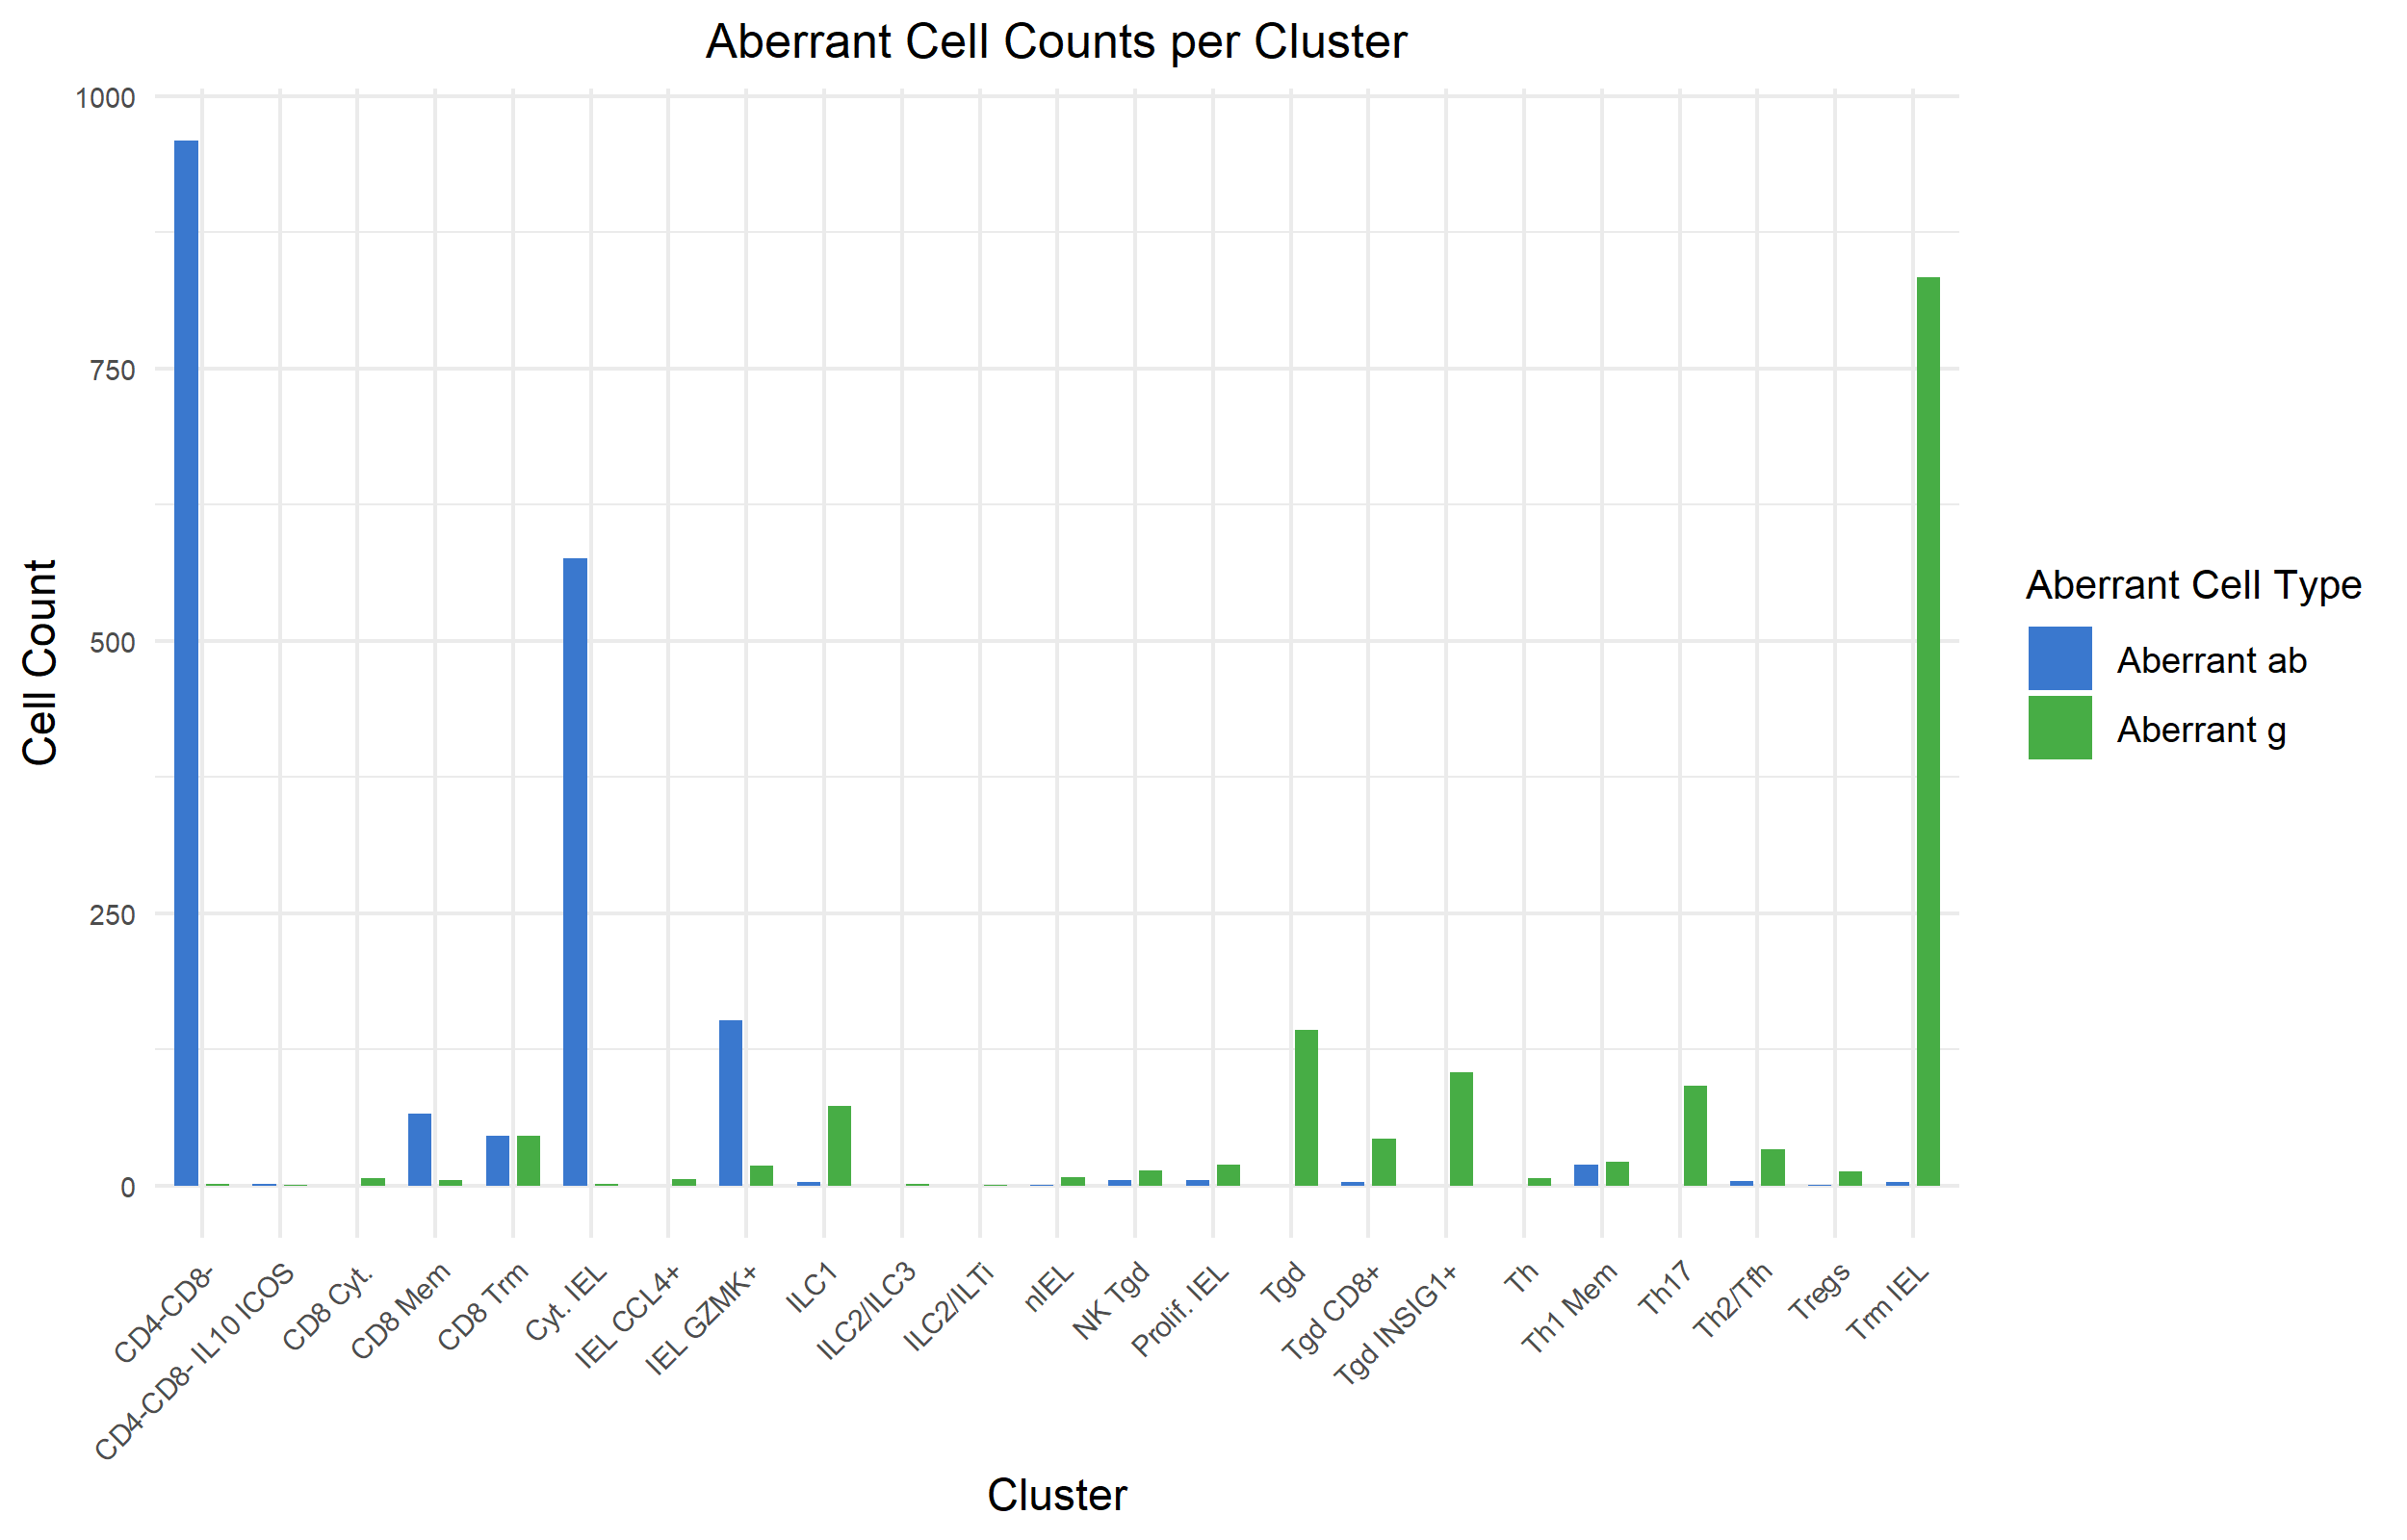 Aberrant Cell Counts per Cluster
1000
750
500
250
0
Cell Count
CD4-CD8-
CD4-CD8- IL10 ICOS
CD8 Cyt.
CD8 Mem
CD8 Trm
Cyt. IEL
IEL CCL4+
IEL GZMK+
ILC1
ILC2/ILC3
ILC2/ILTi
nIEL
NK Tgd
Prolif. IEL
Tgd
Tgd CD8+
Tgd INSIG1+
Th
Th1 Mem
Th17
Th2/Tfh
Tregs
Trm IEL
Cluster
Aberrant Cell Type
Aberrant ab
Aberrant g